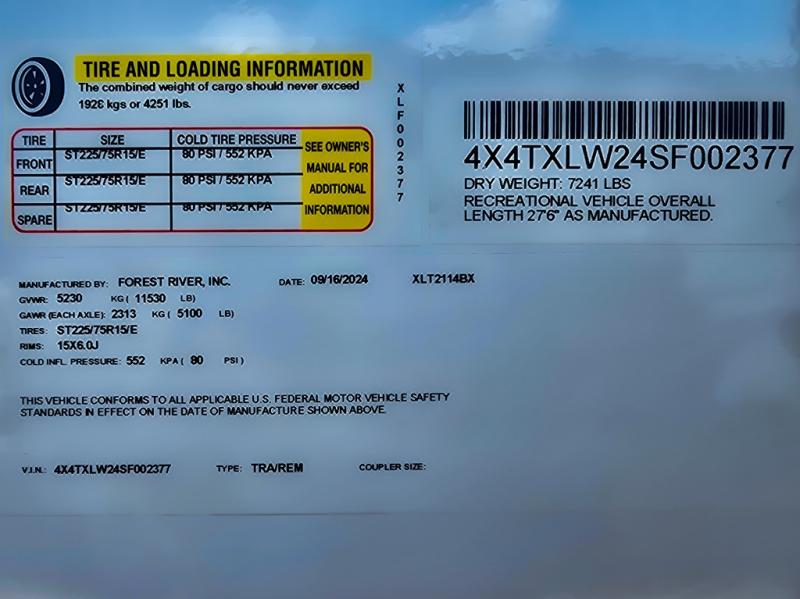 TIRE AND LOADING INFORMATION
The combined weight of cargo should never exceed
1928 kgs or 4251 lbs.
TIRE SIZE COLD TIRE PRESSURE SEE OWNER'S MANUAL FOR ADDITIONAL INFORMATION
FRONT ST225/75R15/E 80 PSI / 552 KPA
REAR ST225/75R15/E 80 PSI / 552 KPA
SPARE ST225/75R15/E 80 PSI / 552 KPA
XLF002377
4X4TXLW24SF002377
DRY WEIGHT: 7241 LBS
RECREATIONAL VEHICLE OVERALL
LENGTH 27'6" AS MANUFACTURED.
MANUFACTURED BY: FOREST RIVER, INC. DATE: 09/16/2024 XLT2114BX
GVWR: 5230 KG ( 11530 LB)
GAWR (EACH AXLE): 2313 KG ( 5100 LB)
TIRES: ST225/75R15/E
RIMS: 15X6.0J
COLD INFL. PRESSURE: 552 KPA ( 80 PSI )
THIS VEHICLE CONFORMS TO ALL APPLICABLE U.S. FEDERAL MOTOR VEHICLE SAFETY
STANDARDS IN EFFECT ON THE DATE OF MANUFACTURE SHOWN ABOVE.
V.I.N.: 4X4TXLW24SF002377 TYPE: TRA/REM COUPLER SIZE: